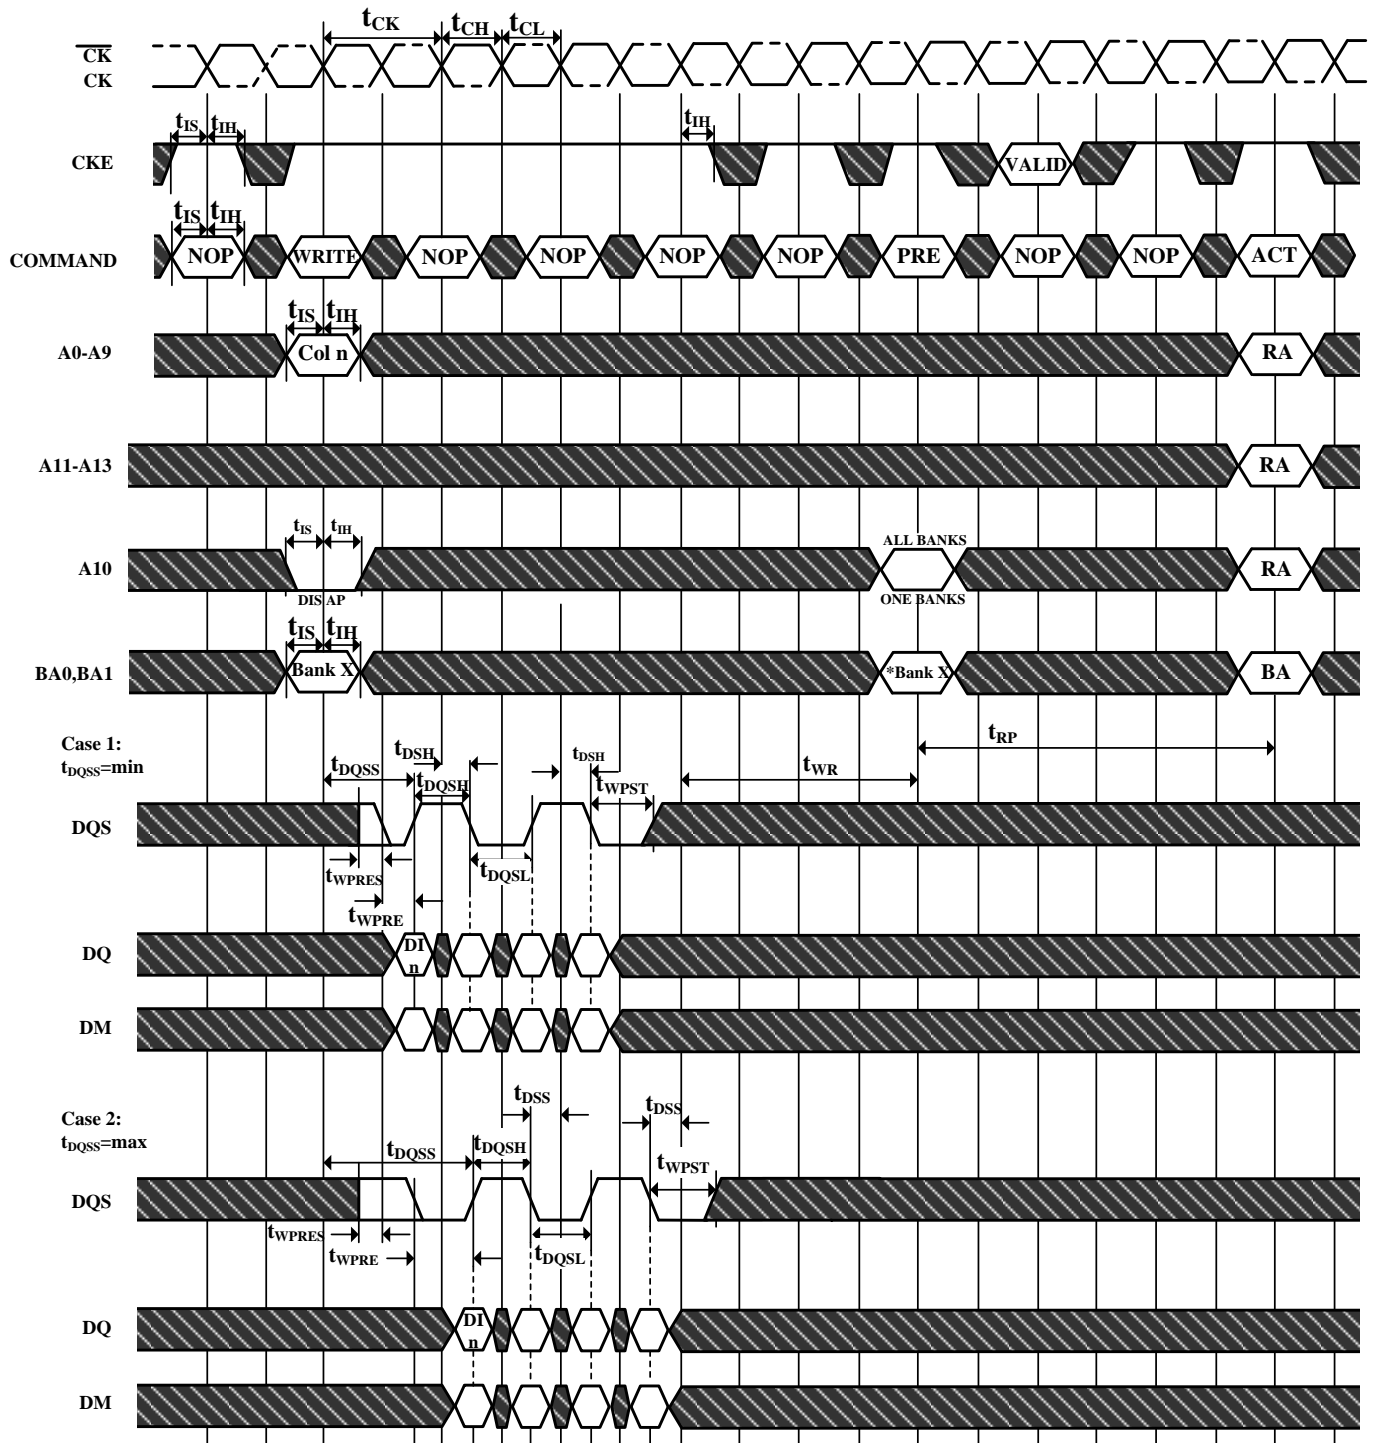 tCK tCH tCL
CK
CK
tIS tIH tIH
CKE VALID
tIS tIH
COMMAND NOP WRITE NOP NOP NOP NOP PRE NOP NOP ACT
tIS tIH
A0-A9 Col n RA
A11-A13 RA
tIS tIH ALL BANKS
A10 RA
DIS AP ONE BANKS
tIS tIH
BA0,BA1 Bank X *Bank X BA
Case 1:
tDQSS=min
tDSH tDSH tRP
tDQSS tDQSH tWPST tWR
DQS
tWPRES tDQSL
tWPRE
DQ DI
n
DM
tDSS tDSS
Case 2:
tDQSS=max
tDQSS tDQSH tWPST
DQS
tWPRES
tWPRE tDQSL
DQ DI
n
DM